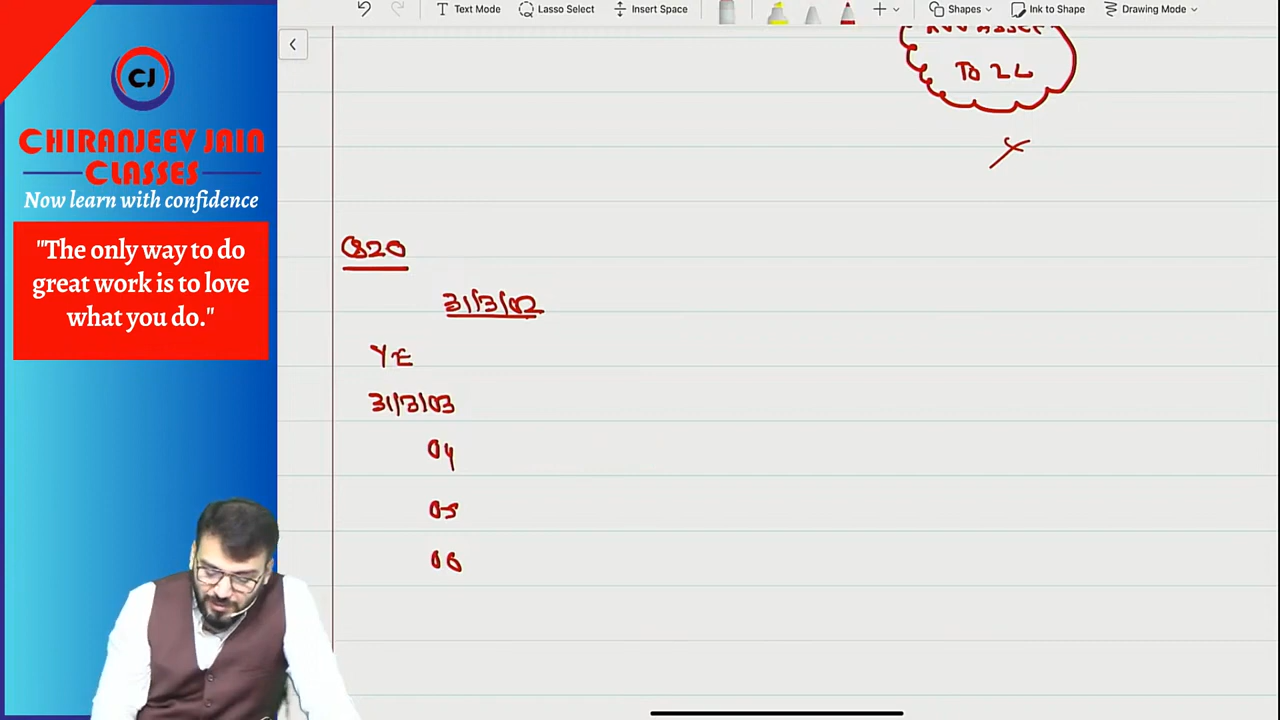 Text Mode
Lasso Select
Insert Space
Shapes
Ink to Shape
Drawing Mode
CJ
CHIRANJEEV JAIN
CLASSES
Now learn with confidence
"The only way to do
great work is to love
what you do."
TO 2L
Q20
31/3/02
YE
31/3/03
04
05
06